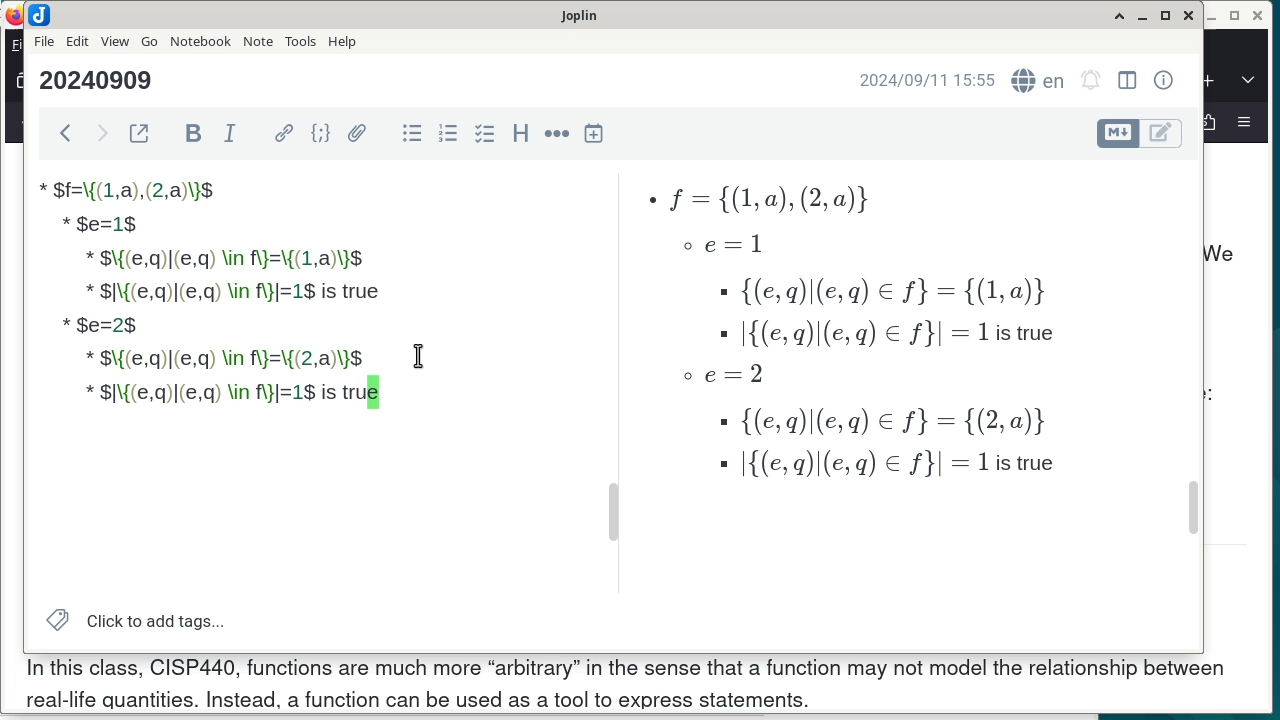 Joplin
Fi
File Edit View Go Notebook Note Tools Help
20240909
2024/09/11 15:55 en
B I H M
* $f=\{(1,a),(2,a)\}$
* $e=1$
* $\{(e,q)|(e,q) \in f\}=\{(1,a)\}$
* $|\{(e,q)|(e,q) \in f\}|=1$ is true
* $e=2$
* $\{(e,q)|(e,q) \in f\}=\{(2,a)\}$
* $|\{(e,q)|(e,q) \in f\}|=1$ is true
• f = {(1, a), (2, a)}
◦ e = 1
▪ {(e, q)|(e, q) ∈ f} = {(1, a)}
▪ |{(e, q)|(e, q) ∈ f}| = 1 is true
◦ e = 2
▪ {(e, q)|(e, q) ∈ f} = {(2, a)}
▪ |{(e, q)|(e, q) ∈ f}| = 1 is true
We
Click to add tags...
In this class, CISP440, functions are much more “arbitrary” in the sense that a function may not model the relationship between
real-life quantities. Instead, a function can be used as a tool to express statements.